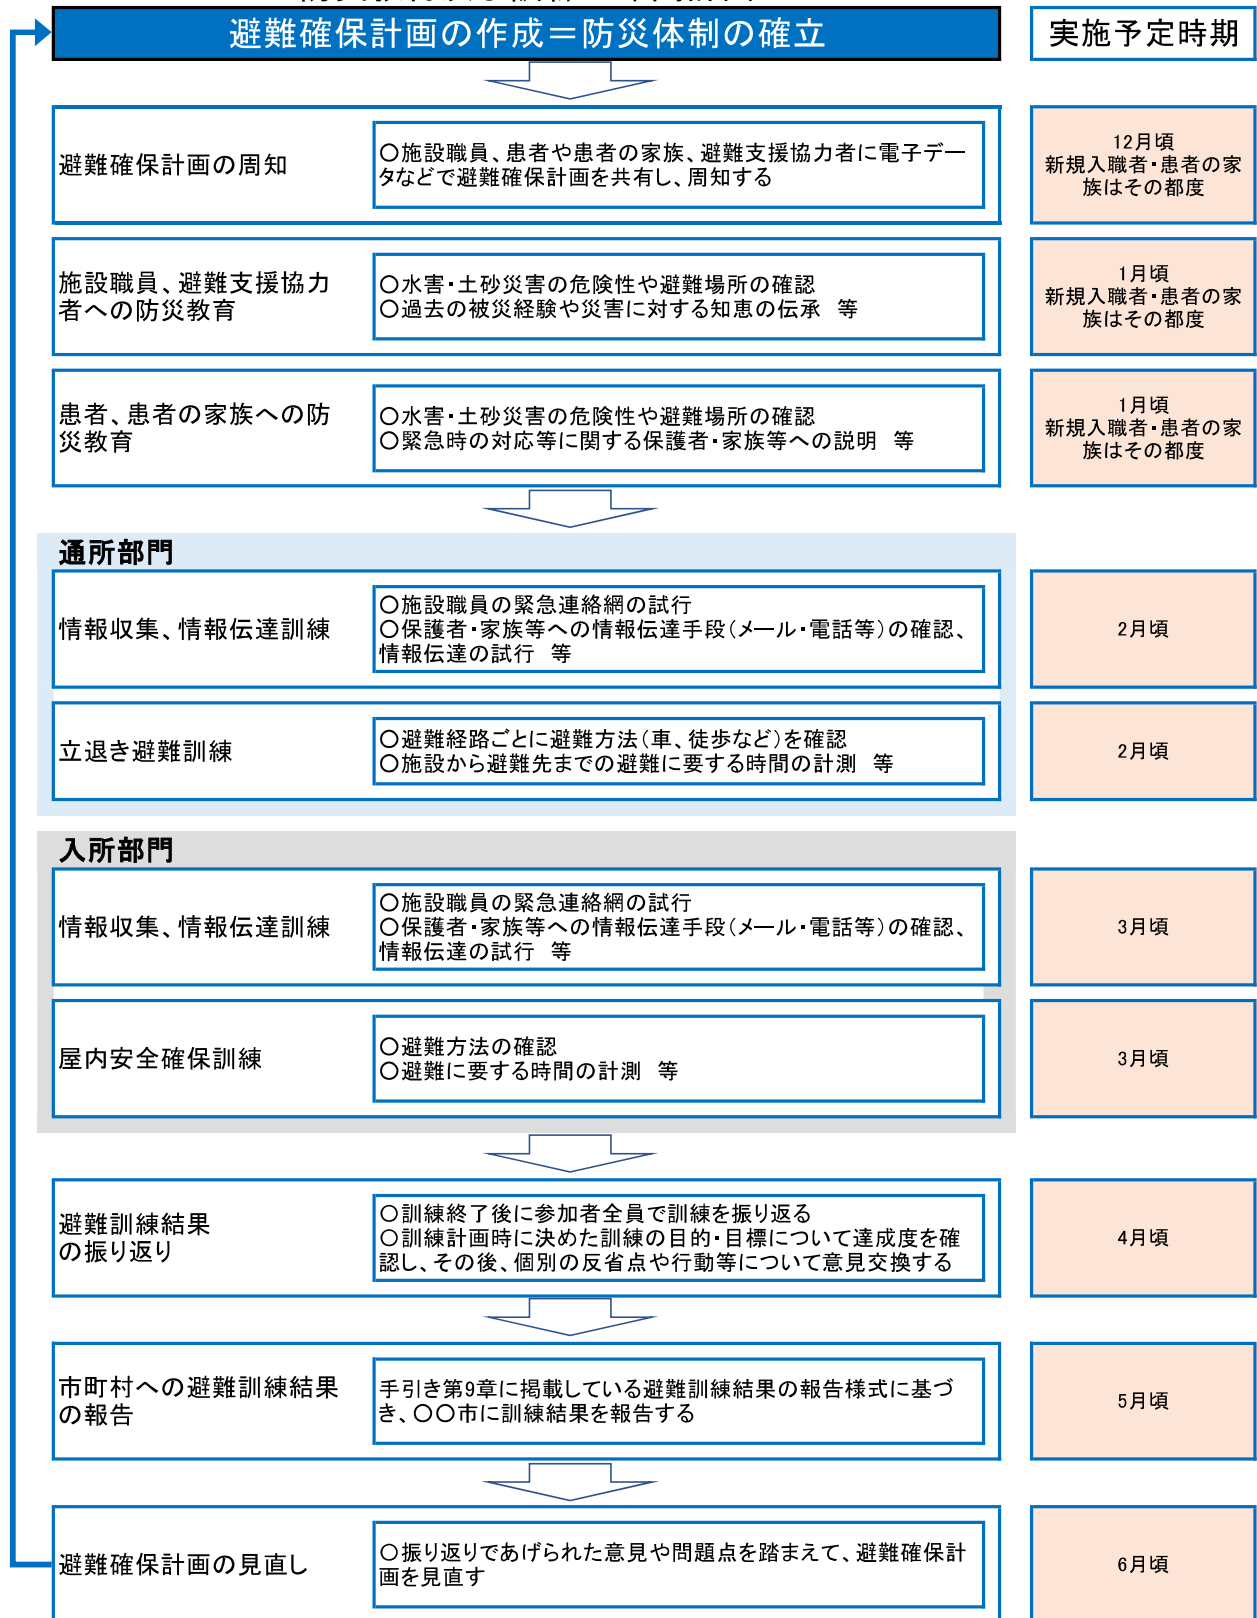 避難確保計画の作成＝防災体制の確立
実施予定時期
避難確保計画の周知
〇施設職員、患者や患者の家族、避難支援協力者に電子デー
タなどで避難確保計画を共有し、周知する
12月頃
新規入職者・患者の家
族はその都度
施設職員、避難支援協力
者への防災教育
〇水害・土砂災害の危険性や避難場所の確認
〇過去の被災経験や災害に対する知恵の伝承　等
1月頃
新規入職者・患者の家
族はその都度
患者、患者の家族への防
災教育
〇水害・土砂災害の危険性や避難場所の確認
〇緊急時の対応等に関する保護者・家族等への説明　等
1月頃
新規入職者・患者の家
族はその都度
通所部門
情報収集、情報伝達訓練
〇施設職員の緊急連絡網の試行
〇保護者・家族等への情報伝達手段（メール・電話等）の確認、
情報伝達の試行　等
2月頃
立退き避難訓練
〇避難経路ごとに避難方法（車、徒歩など）を確認
〇施設から避難先までの避難に要する時間の計測　等
2月頃
入所部門
情報収集、情報伝達訓練
〇施設職員の緊急連絡網の試行
〇保護者・家族等への情報伝達手段（メール・電話等）の確認、
情報伝達の試行　等
3月頃
屋内安全確保訓練
〇避難方法の確認
〇避難に要する時間の計測　等
3月頃
避難訓練結果
の振り返り
〇訓練終了後に参加者全員で訓練を振り返る
〇訓練計画時に決めた訓練の目的・目標について達成度を確
認し、その後、個別の反省点や行動等について意見交換する
4月頃
市町村への避難訓練結果
の報告
手引き第9章に掲載している避難訓練結果の報告様式に基づ
き、〇〇市に訓練結果を報告する
5月頃
避難確保計画の見直し
〇振り返りであげられた意見や問題点を踏まえて、避難確保計
画を見直す
6月頃